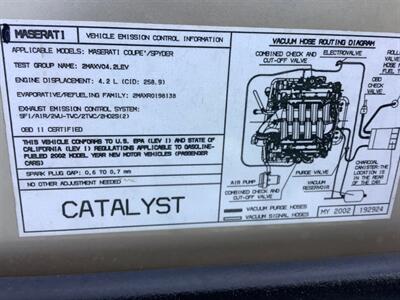 MASERATI
VEHICLE EMISSION CONTROL INFORMATION
APPLICABLE MODELS: MASERATI COUPE'/SPYDER
TEST GROUP NAME: 2MAXV04.2LEV
ENGINE DISPLACEMENT: 4.2 L (CID: 258.9)
EVAPORATIVE/REFUELING FAMILY: 2MAXR0198138
EXHAUST EMISSION CONTROL SYSTEM:
SFI/AIR/2WU-TWC/2TWC/2HO2S(2)
OBD II CERTIFIED
THIS VEHICLE CONFORMS TO U.S. EPA (LEV I) AND STATE OF
CALIFORNIA (LEV I) REGULATIONS APPLICABLE TO GASOLINE-
FUELED 2002 MODEL YEAR NEW MOTOR VEHICLES (PASSENGER
CARS)
SPARK PLUG GAP: 0,6 TO 0,7 mm
NO OTHER ADJUSTMENT NEEDED
CATALYST
VACUUM HOSE ROUTING DIAGRAM
COMBINED CHECK AND
CUT-OFF VALVE
ELECTROVALVE
FUEL T
OBD
CHECK
VALVE
CHARCOAL
CANISTER:THE
LOCATION IS
IN THE REAR
OF THE CAR
PURGE VALVE
AIR PUMP
VACUUM
RESERVOIR
COMBINED CHECK AND
CUT-OFF VALVE
VACUUM PURGE HOSES
VACUUM SIGNAL HOSES
MY 2002
192924